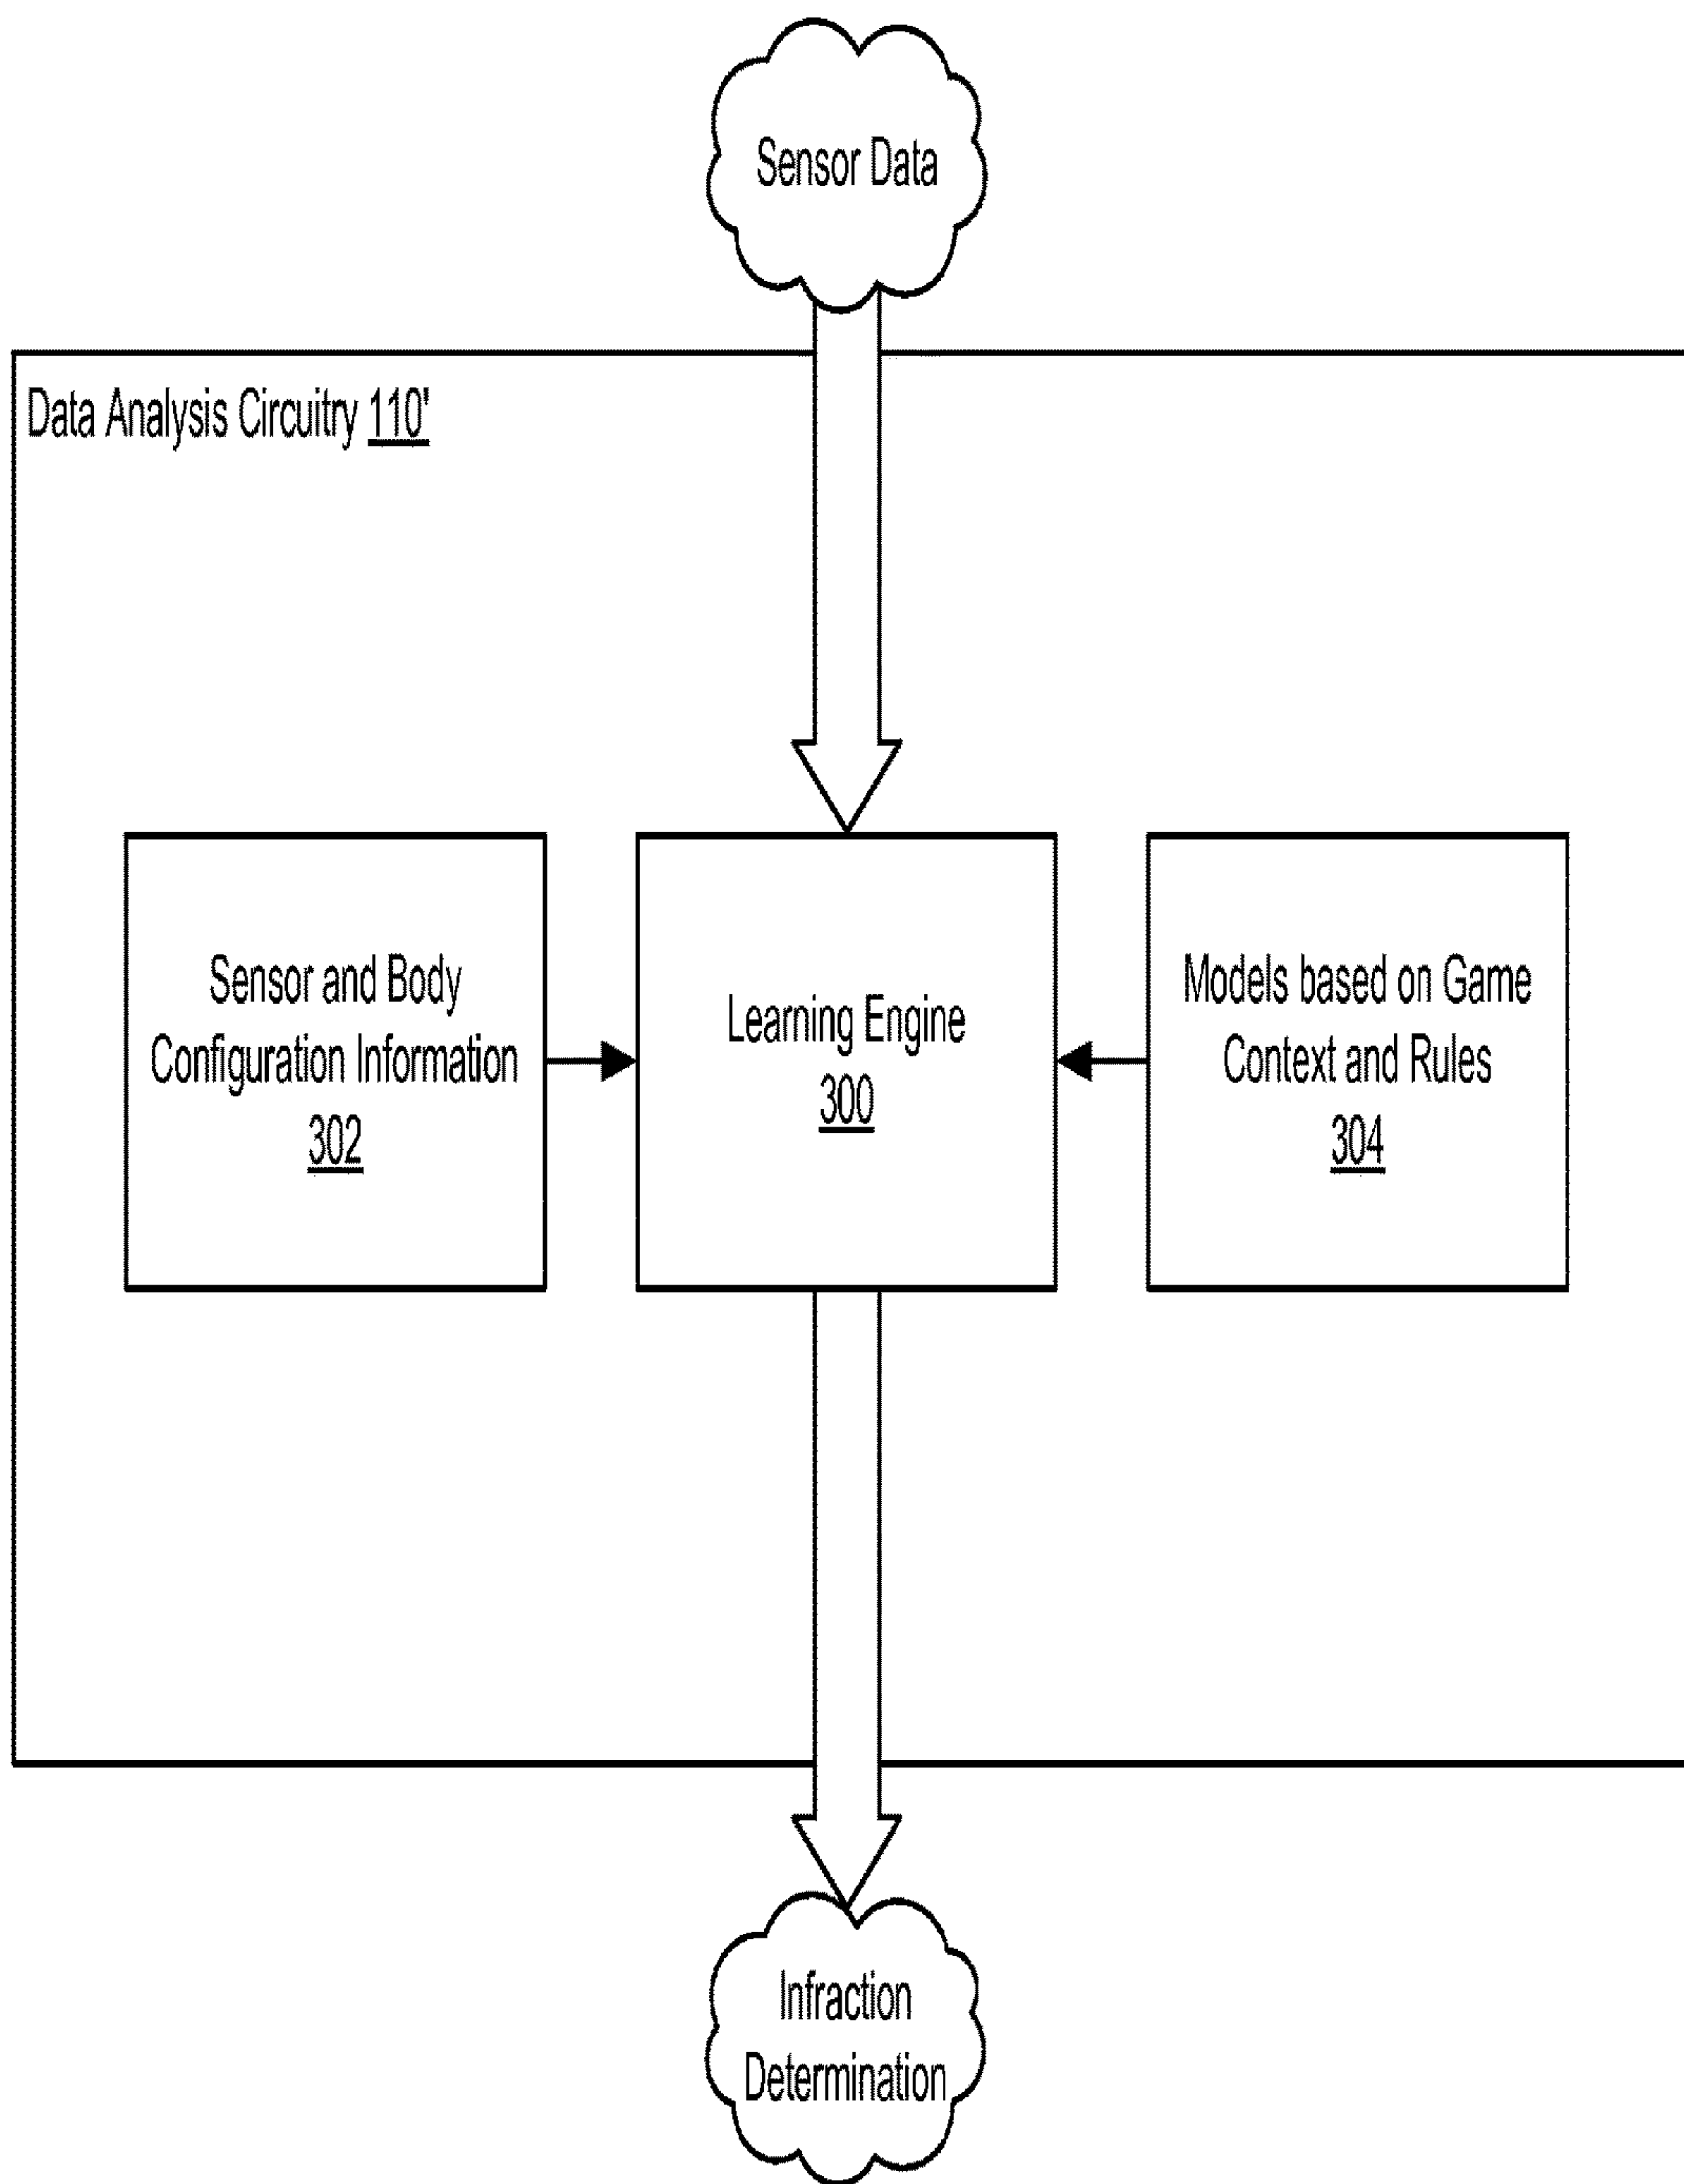 Sensor Data
Data Analysis Circuitry 110'
Sensor and Body
Configuration Information
302
Learning Engine
300
Models based on Game
Context and Rules
304
Infraction
Determination